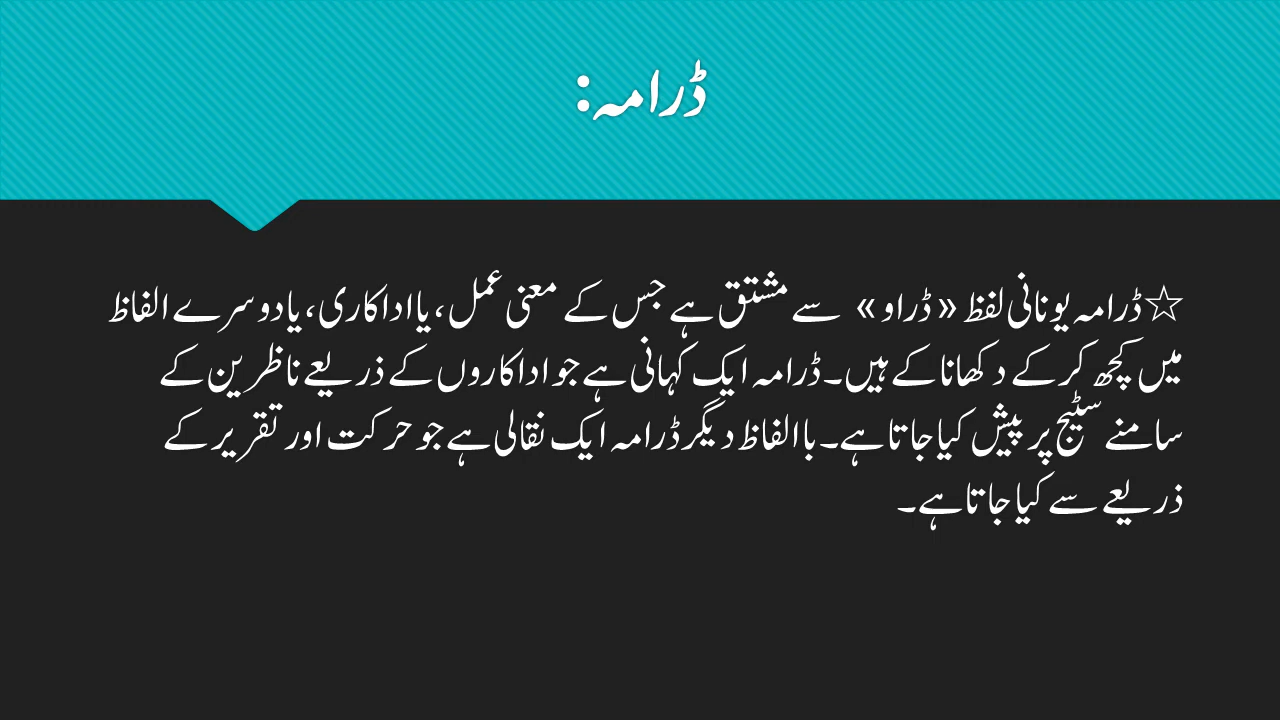 ڈرامہ:
☆ڈرامہ یونانی لفظ «ڈراو» سے مشتق ہے جس کے معنی عمل، یا اداکاری، یا دوسرے الفاظ
میں کچھ کرکے دکھانا کے ہیں۔ ڈرامہ ایک کہانی ہے جو اداکاروں کے ذریعے ناظرین کے
سامنے سٹیج پر پیش کیا جاتا ہے۔ باالفاظ دیگر ڈرامہ ایک نقالی ہے جو حرکت اور تقریر کے
ذریعے سے کیا جاتا ہے۔